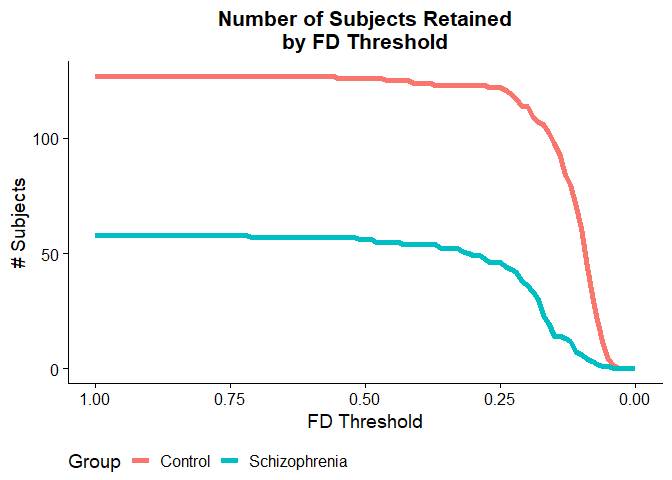 Number of Subjects Retained
by FD Threshold
# Subjects
100
50
0
1.00 0.75 0.50 0.25 0.00
FD Threshold
Group Control Schizophrenia